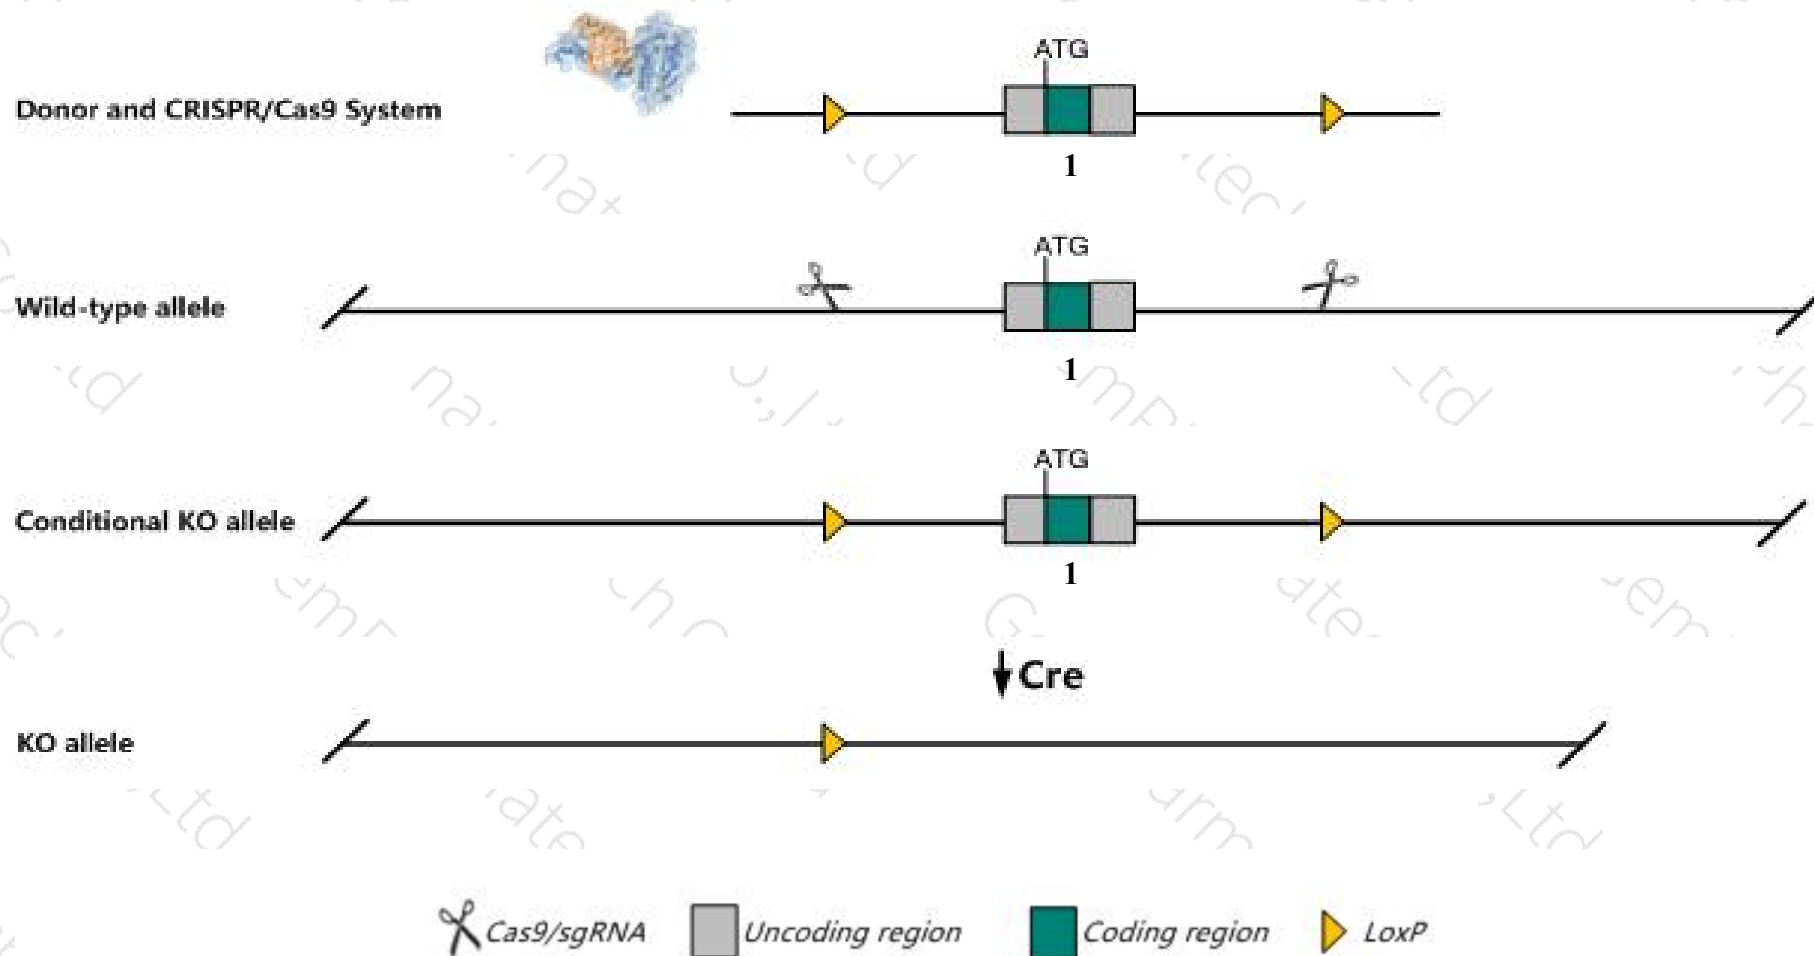 ATG
Donor and CRISPR/Cas9 System
1
ATG
Wild-type allele
1
ATG
Conditional KO allele
1
Cre
KO allele
Cas9/sgRNA Uncoding region Coding region LoxP